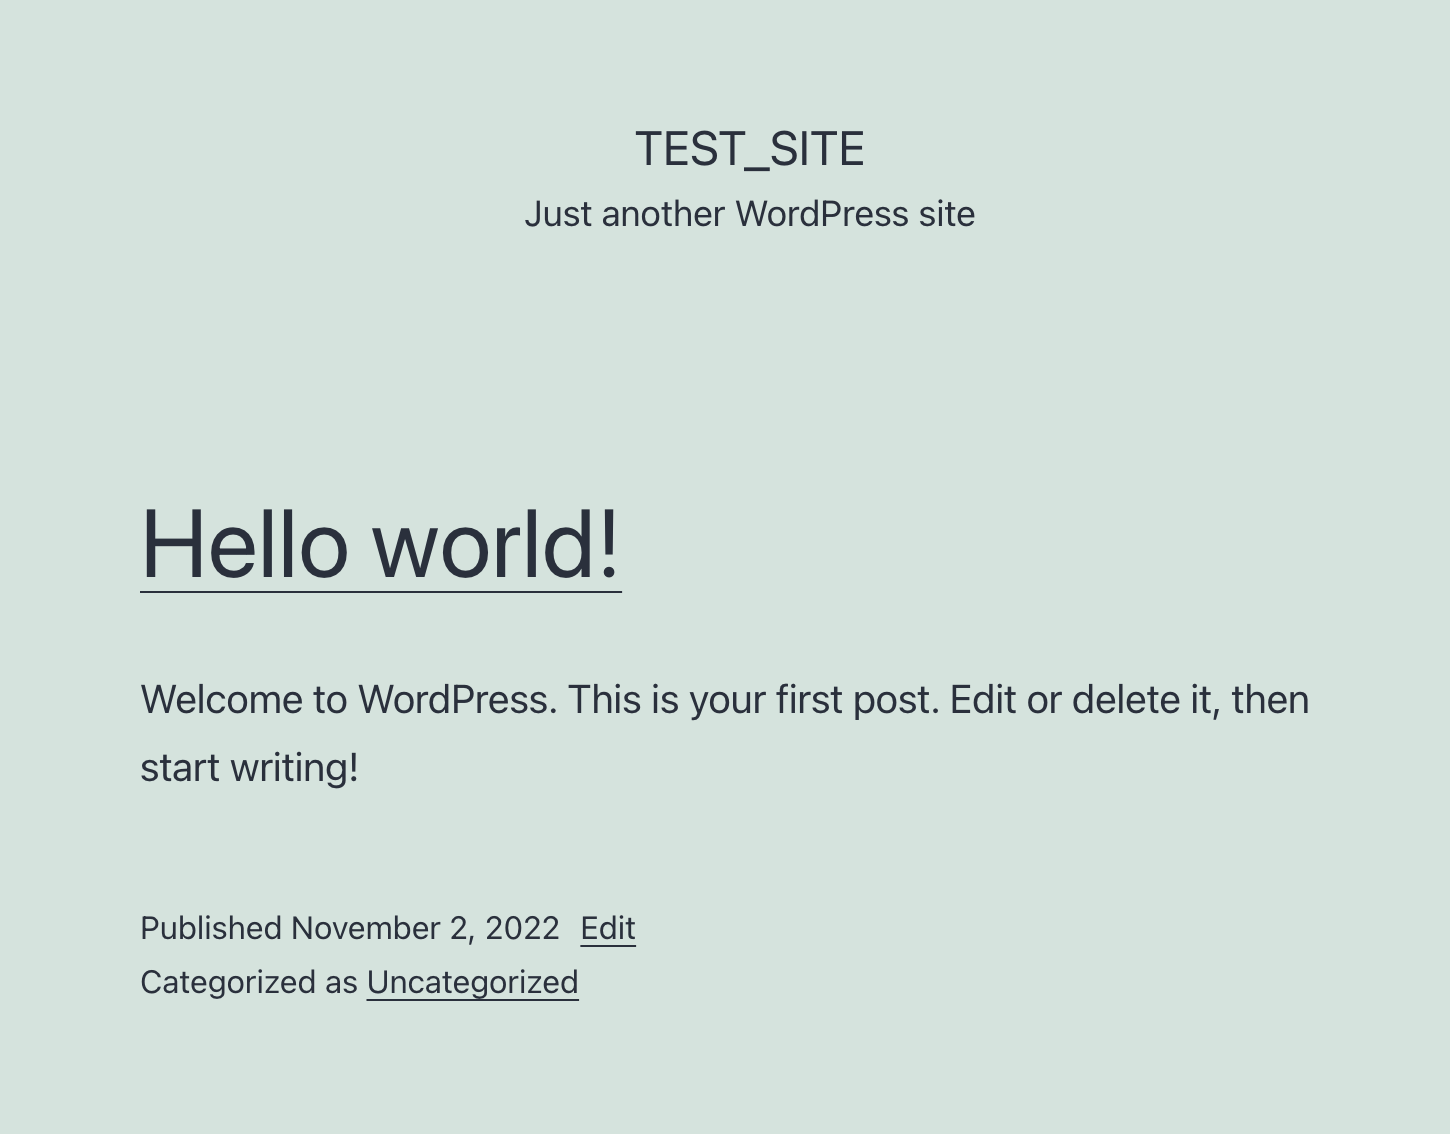 TEST_SITE
Just another WordPress site
Hello world!
Welcome to WordPress. This is your first post. Edit or delete it, then
start writing!
Published November 2, 2022 Edit
Categorized as Uncategorized